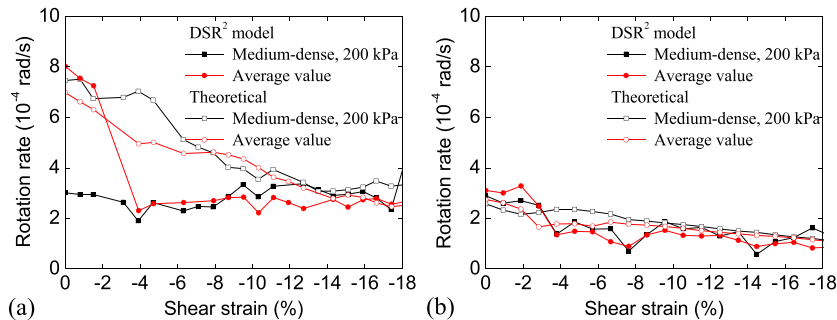 10
8
6
4
2
0
Rotation rate (10⁻⁴ rad/s)
DSR² model
Medium-dense, 200 kPa
Average value
Theoretical
Medium-dense, 200 kPa
Average value
0 -2 -4 -6 -8 -10 -12 -14 -16 -18
(a) Shear strain (%)
10
8
6
4
2
0
Rotation rate (10⁻⁴ rad/s)
DSR² model
Medium-dense, 200 kPa
Average value
Theoretical
Medium-dense, 200 kPa
Average value
0 -2 -4 -6 -8 -10 -12 -14 -16 -18
(b) Shear strain (%)